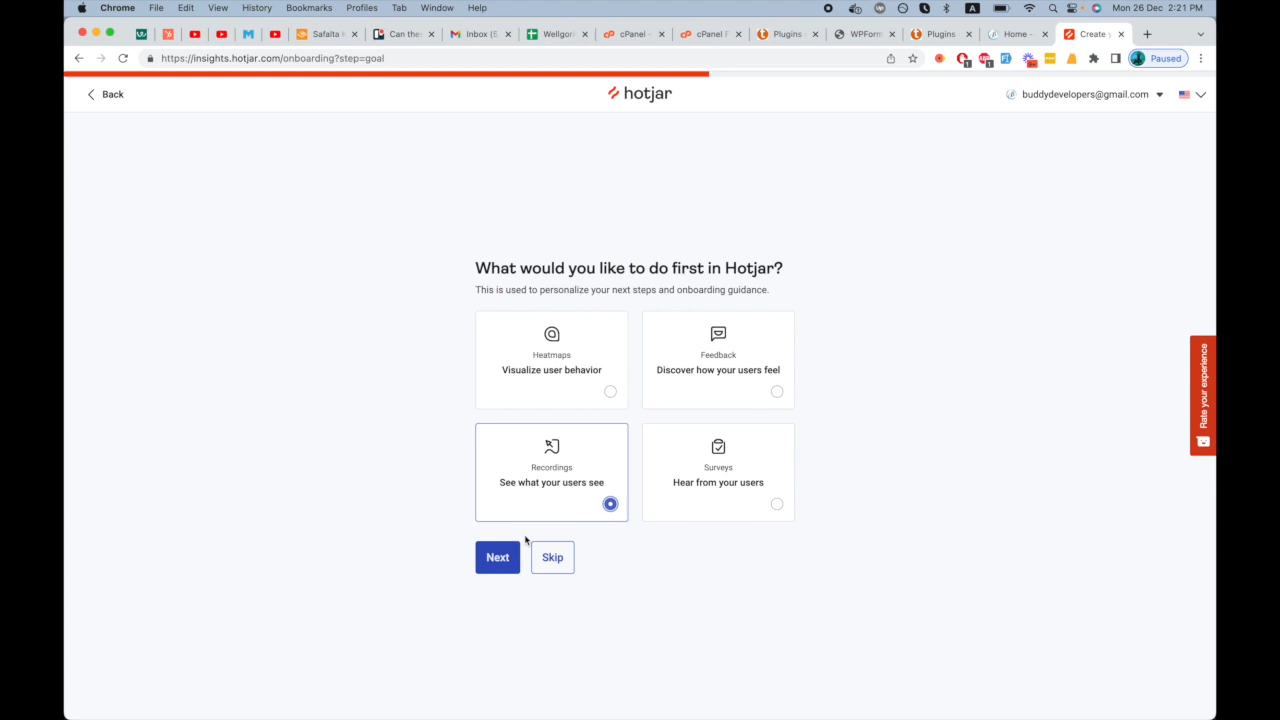 Chrome File Edit View History Bookmarks Profiles Tab Window Help Mon 26 Dec 2:21 PM
Safalta Can the Inbox Wellgon cPanel - cPanel Plugins WPForm Plugins Home - Create
https://insights.hotjar.com/onboarding?step=goal Paused
Back hotjar buddydevelopers@gmail.com
What would you like to do first in Hotjar?
This is used to personalize your next steps and onboarding guidance.
Heatmaps
Visualize user behavior
Feedback
Discover how your users feel
Recordings
See what your users see
Surveys
Hear from your users
Next Skip
Rate your experience